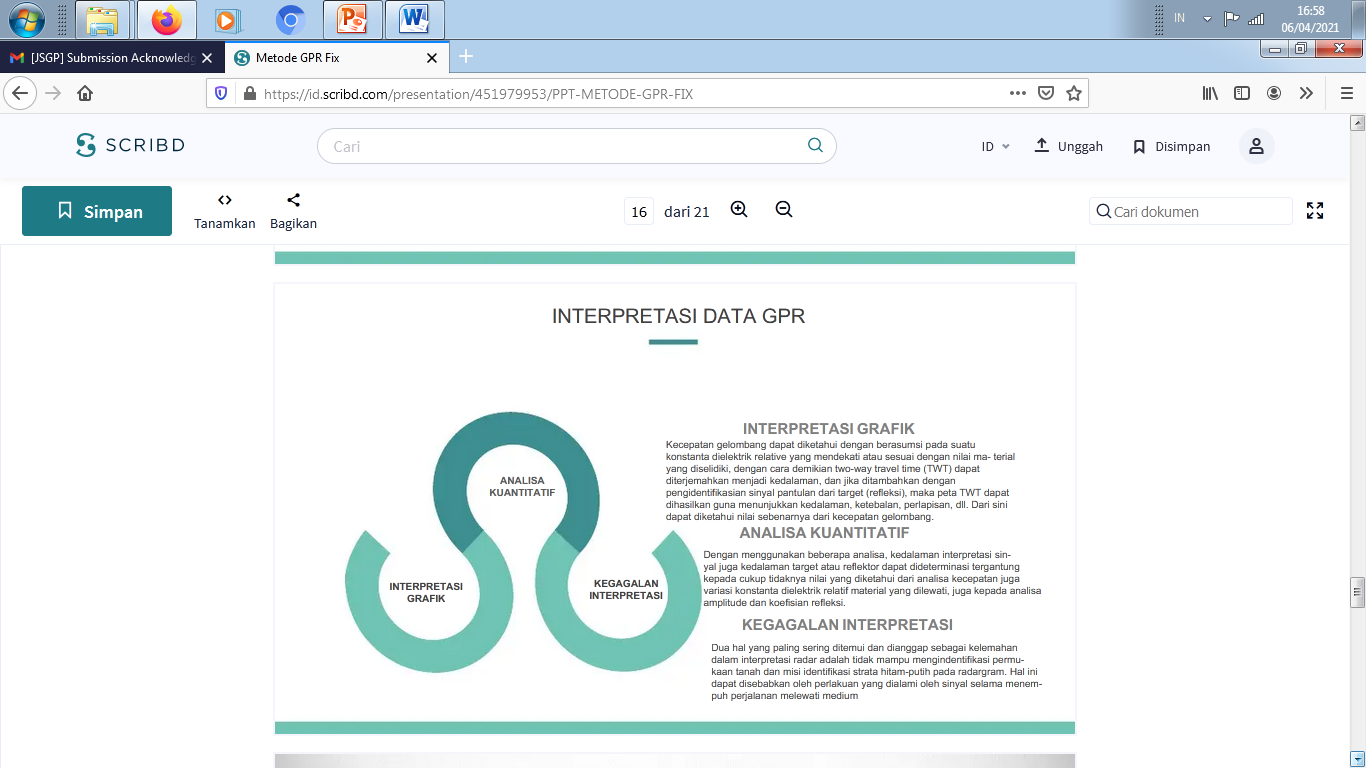 IN
16:58
06/04/2021
[JSGP] Submission Acknowledg
Metode GPR Fix
https://id.scribd.com/presentation/451979953/PPT-METODE-GPR-FIX
SCRIBD
Cari
ID
Unggah
Disimpan
Simpan
Tanamkan
Bagikan
16 dari 21
Cari dokumen
INTERPRETASI DATA GPR
ANALISA
KUANTITATIF
INTERPRETASI
GRAFIK
KEGAGALAN
INTERPRETASI
INTERPRETASI GRAFIK
Kecepatan gelombang dapat diketahui dengan berasumsi pada suatu
konstanta dielektrik relative yang mendekati atau sesuai dengan nilai ma- terial
yang diselidiki, dengan cara demikian two-way travel time (TWT) dapat
diterjemahkan menjadi kedalaman, dan jika ditambahkan dengan
pengidentifikasian sinyal pantulan dari target (refleksi), maka peta TWT dapat
dihasilkan guna menunjukkan kedalaman, ketebalan, perlapisan, dll. Dari sini
dapat diketahui nilai sebenarnya dari kecepatan gelombang.
ANALISA KUANTITATIF
Dengan menggunakan beberapa analisa, kedalaman interpretasi sin-
yal juga kedalaman target atau reflektor dapat dideterminasi tergantung
kepada cukup tidaknya nilai yang diketahui dari analisa kecepatan juga
variasi konstanta dielektrik relatif material yang dilewati, juga kepada analisa
amplitude dan koefisian refleksi.
KEGAGALAN INTERPRETASI
Dua hal yang paling sering ditemui dan dianggap sebagai kelemahan
dalam interpretasi radar adalah tidak mampu mengindentifikasi permu-
kaan tanah dan misi identifikasi strata hitam-putih pada radargram. Hal ini
dapat disebabkan oleh perlakuan yang dialami oleh sinyal selama menem-
puh perjalanan melewati medium